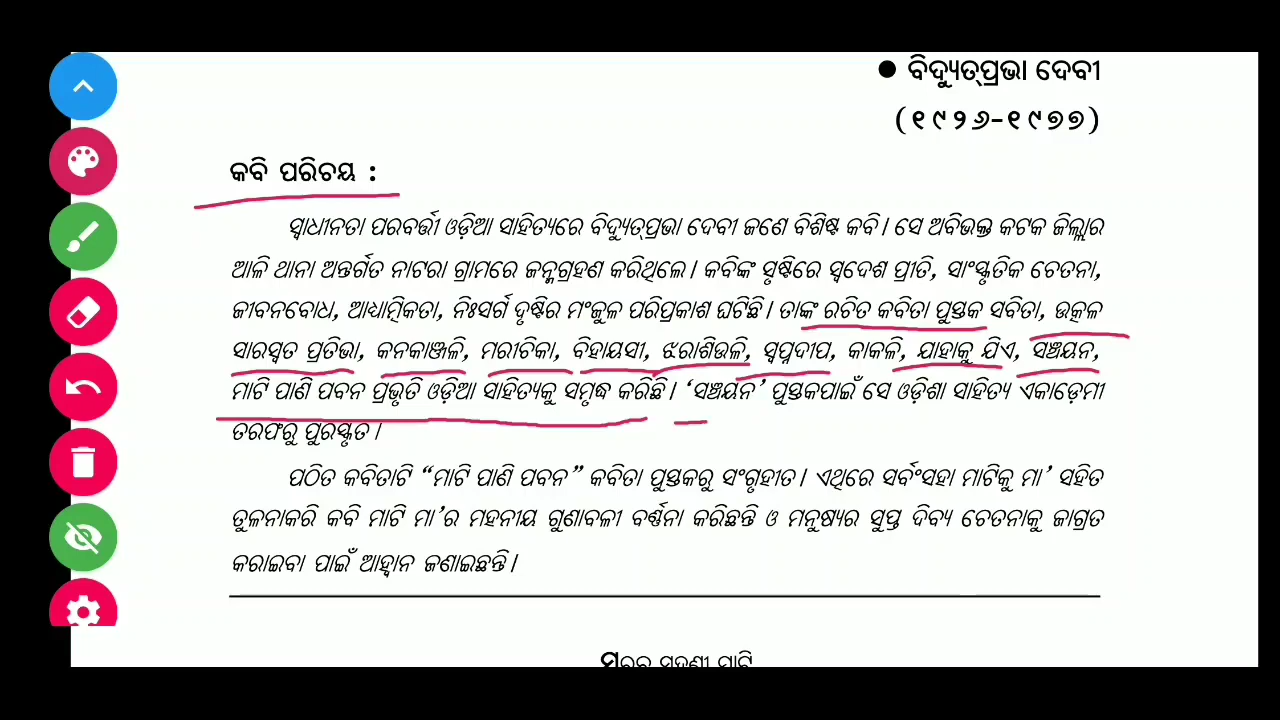 ● ବିଦ୍ୟୁତ୍‌ପ୍ରଭା ଦେବୀ
(୧୯୨୬-୧୯୭୭)
କବି ପରିଚୟ :
ସ୍ୱାଧୀନତା ପରବର୍ତ୍ତୀ ଓଡ଼ିଆ ସାହିତ୍ୟରେ ବିଦ୍ୟୁତ୍‌ପ୍ରଭା ଦେବୀ ଜଣେ ବିଶିଷ୍ଟ କବି। ସେ ଅବିଭକ୍ତ କଟକ ଜିଲ୍ଲାର
ଆଳି ଥାନା ଅନ୍ତର୍ଗତ ନାଟରା ଗ୍ରାମରେ ଜନ୍ମଗ୍ରହଣ କରିଥିଲେ। କବିଙ୍କ ସୃଷ୍ଟିରେ ସ୍ୱଦେଶ ପ୍ରୀତି, ସାଂସ୍କୃତିକ ଚେତନା,
ଜୀବନବୋଧ, ଆଧ୍ୟାତ୍ମିକତା, ନିଃସର୍ଗ ଦୃଷ୍ଟିର ମଂଜୁଳ ପରିପ୍ରକାଶ ଘଟିଛି। ତାଙ୍କ ରଚିତ କବିତା ପୁସ୍ତକ ସବିତା, ଉତ୍କଳ
ସାରସ୍ୱତ ପ୍ରତିଭା, କନକାଞ୍ଜଳି, ମରୀଚିକା, ବିହାୟସୀ, ଝରାଶିଉଳି, ସ୍ୱପ୍ନଦୀପ, କାକଳି, ଯାହାକୁ ଯିଏ, ସଞ୍ଚୟନ,
ମାଟି ପାଣି ପବନ ପ୍ରଭୃତି ଓଡ଼ିଆ ସାହିତ୍ୟକୁ ସମୃଦ୍ଧ କରିଛି। ‘ସଞ୍ଚୟନ’ ପୁସ୍ତକପାଇଁ ସେ ଓଡ଼ିଶା ସାହିତ୍ୟ ଏକାଡ଼େମୀ
ତରଫରୁ ପୁରସ୍କୃତ।
ପଠିତ କବିତାଟି “ମାଟି ପାଣି ପବନ” କବିତା ପୁସ୍ତକରୁ ସଂଗୃହୀତ। ଏଥିରେ ସର୍ବଂସହା ମାଟିକୁ ମା’ ସହିତ
ତୁଳନାକରି କବି ମାଟି ମା’ର ମହନୀୟ ଗୁଣାବଳୀ ବର୍ଣ୍ଣନା କରିଛନ୍ତି ଓ ମନୁଷ୍ୟର ସୁପ୍ତ ଦିବ୍ୟ ଚେତନାକୁ ଜାଗ୍ରତ
କରାଇବା ପାଇଁ ଆହ୍ୱାନ ଜଣାଇଛନ୍ତି।